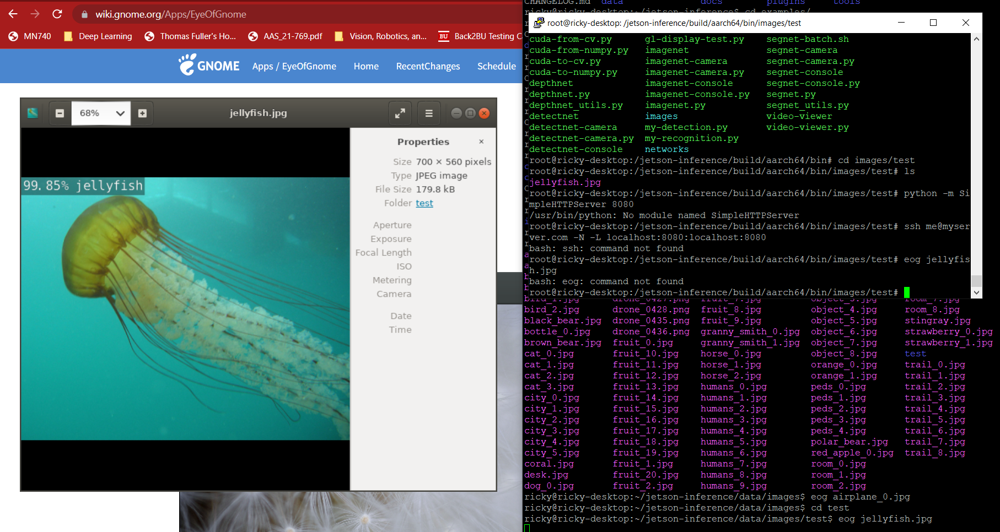 wiki.gnome.org/Apps/EyeOfGnome
MN740 Deep Learning Thomas Fuller's Ho... AAS_21-769.pdf Vision, Robotics, an... BU Back2BU Testing C
GNOME Apps / EyeOfGnome Home RecentChanges Schedule
68% jellyfish.jpg
Properties
Size 700 × 560 pixels
Type JPEG image
File Size 179.8 kB
Folder test
Aperture
Exposure
Focal Length
ISO
Metering
Camera
Date
Time
99.85% jellyfish
CHANGELOG.md data docs plugins tools
ricky@ricky-desktop:~/jetson-inference$ cd examples/
root@ricky-desktop: /jetson-inference/build/aarch64/bin/images/test
cuda-from-cv.py gl-display-test.py segnet-batch.sh
cuda-from-numpy.py imagenet segnet-camera
cuda-to-cv.py imagenet-camera segnet-camera.py
cuda-to-numpy.py imagenet-camera.py segnet-console
depthnet imagenet-console segnet-console.py
depthnet.py imagenet-console.py segnet.py
depthnet_utils.py imagenet.py segnet_utils.py
detectnet images video-viewer
detectnet-camera my-detection.py video-viewer.py
detectnet-camera.py my-recognition.py
detectnet-console networks
root@ricky-desktop:/jetson-inference/build/aarch64/bin# cd images/test
root@ricky-desktop:/jetson-inference/build/aarch64/bin/images/test# ls
jellyfish.jpg
root@ricky-desktop:/jetson-inference/build/aarch64/bin/images/test# python -m Si
mpleHTTPServer 8080
/usr/bin/python: No module named SimpleHTTPServer
root@ricky-desktop:/jetson-inference/build/aarch64/bin/images/test# ssh me@myser
ver.com -N -L localhost:8080:localhost:8080
bash: ssh: command not found
root@ricky-desktop:/jetson-inference/build/aarch64/bin/images/test# eog jellyfis
h.jpg
bash: eog: command not found
root@ricky-desktop:/jetson-inference/build/aarch64/bin/images/test#
bird_1.jpg drone_0427.png fruit_7.jpg object_3.jpg room_7.jpg
bird_2.jpg drone_0428.png fruit_8.jpg object_4.jpg room_8.jpg
black_bear.jpg drone_0435.png fruit_9.jpg object_5.jpg stingray.jpg
bottle_0.jpg drone_0436.png granny_smith_0.jpg object_6.jpg strawberry_0.jpg
brown_bear.jpg fruit_0.jpg granny_smith_1.jpg object_7.jpg strawberry_1.jpg
cat_0.jpg fruit_10.jpg horse_0.jpg object_8.jpg test
cat_1.jpg fruit_11.jpg horse_1.jpg orange_0.jpg trail_0.jpg
cat_2.jpg fruit_12.jpg horse_2.jpg orange_1.jpg trail_1.jpg
cat_3.jpg fruit_13.jpg humans_0.jpg peds_0.jpg trail_2.jpg
city_0.jpg fruit_14.jpg humans_1.jpg peds_1.jpg trail_3.jpg
city_1.jpg fruit_15.jpg humans_2.jpg peds_2.jpg trail_4.jpg
city_2.jpg fruit_16.jpg humans_3.jpg peds_3.jpg trail_5.jpg
city_3.jpg fruit_17.jpg humans_4.jpg peds_4.jpg trail_6.jpg
city_4.jpg fruit_18.jpg humans_5.jpg polar_bear.jpg trail_7.jpg
city_5.jpg fruit_19.jpg humans_6.jpg red_apple_0.jpg trail_8.jpg
coral.jpg fruit_1.jpg humans_7.jpg room_0.jpg
desk.jpg fruit_20.jpg humans_8.jpg room_1.jpg
dog_0.jpg fruit_2.jpg humans_9.jpg room_2.jpg
ricky@ricky-desktop:~/jetson-inference/data/images$ eog airplane_0.jpg
ricky@ricky-desktop:~/jetson-inference/data/images$ cd test
ricky@ricky-desktop:~/jetson-inference/data/images/test$ eog jellyfish.jpg